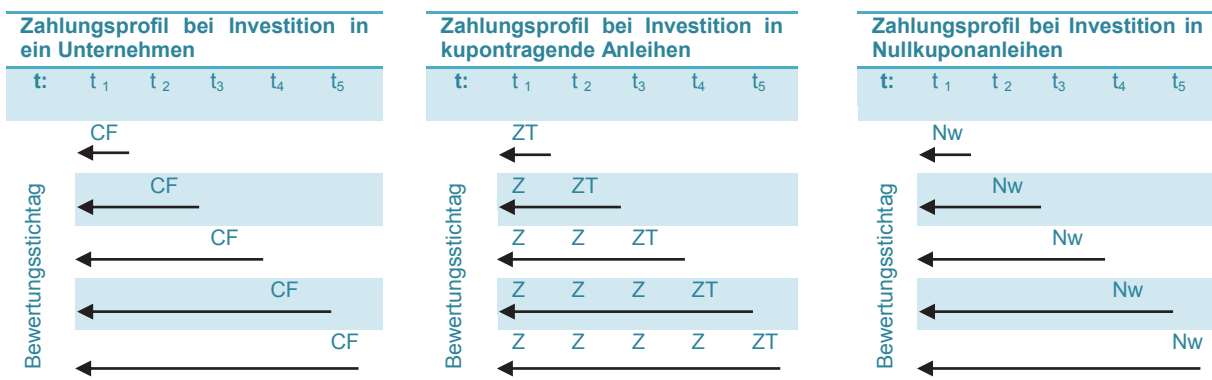 Zahlungsprofil bei Investition in
ein Unternehmen
t: t 1 t 2 t3 t4 t5
CF
CF
CF
CF
CF
Bewertungsstichtag
Zahlungsprofil bei Investition in
kupontragende Anleihen
t: t 1 t 2 t3 t4 t5
ZT
Z ZT
Z Z ZT
Z Z Z ZT
Z Z Z Z ZT
Bewertungsstichtag
Zahlungsprofil bei Investition in
Nullkuponanleihen
t: t 1 t 2 t3 t4 t5
Nw
Nw
Nw
Nw
Nw
Bewertungsstichtag